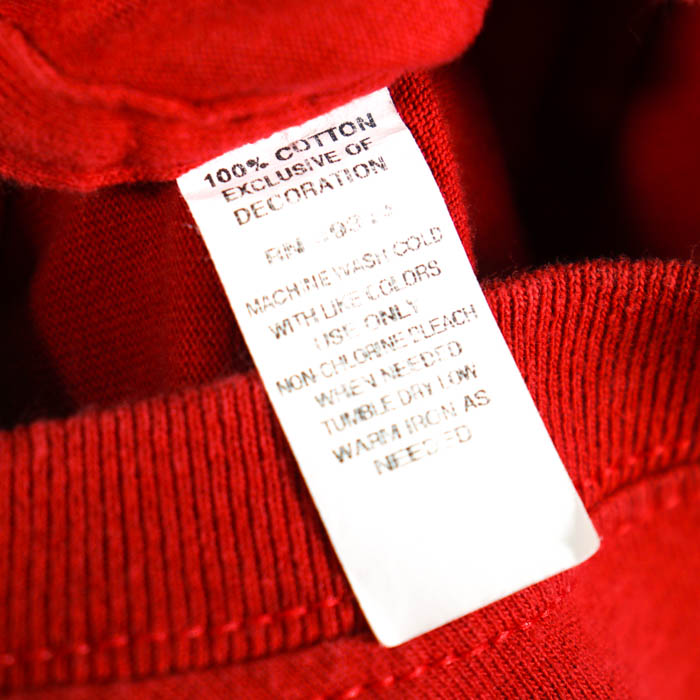 100% COTTON
EXCLUSIVE OF
DECORATION
RN
MACHINE WASH COLD
WITH LIKE COLORS
USE ONLY
NON-CHLORINE BLEACH
WHEN NEEDED
TUMBLE DRY LOW
WARM IRON AS
NEEDED